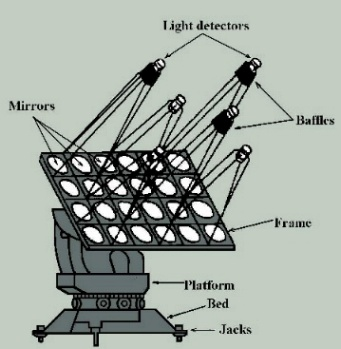 Light detectors
Mirrors
Baffles
Frame
Platform
Bed
Jacks